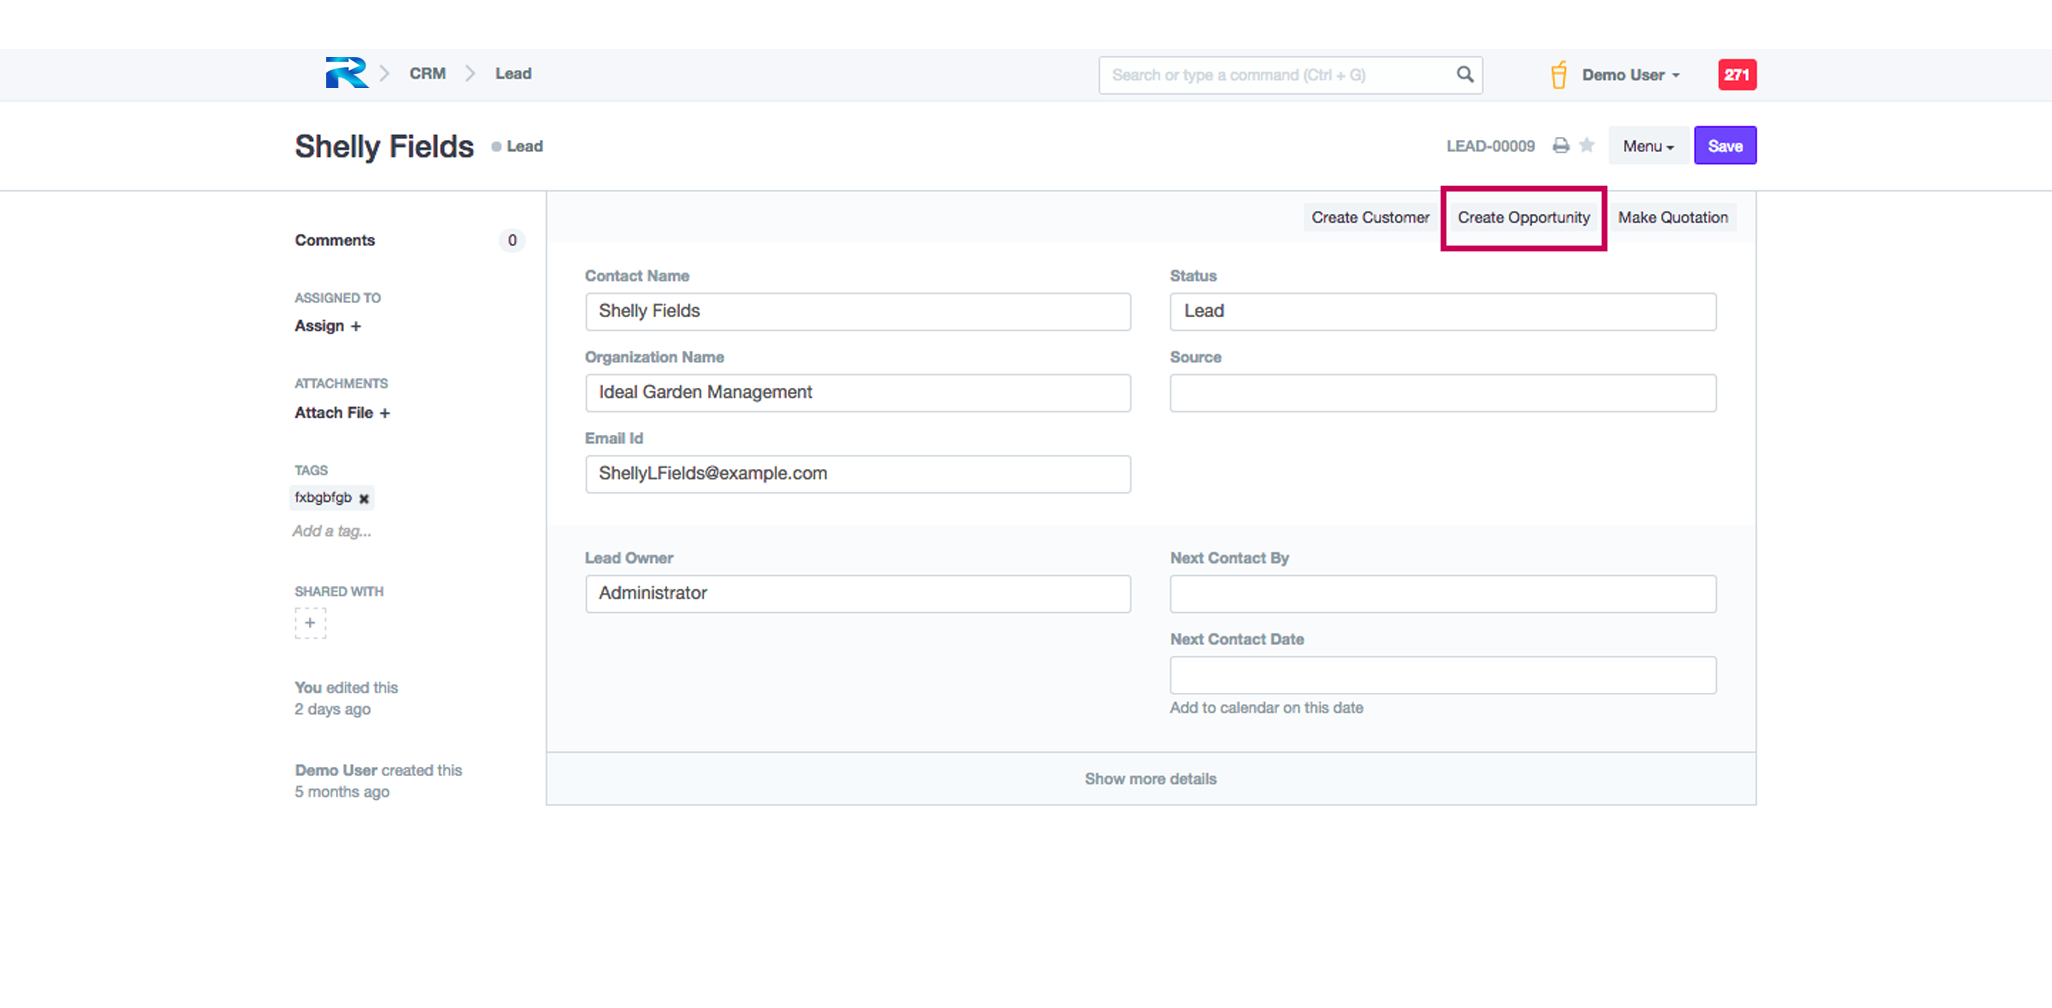 CRM Lead
Search or type a command (Ctrl + G)
Demo User
271
Shelly Fields Lead
LEAD-00009
Menu
Save
Create Customer Create Opportunity Make Quotation
Comments 0
ASSIGNED TO
Assign +
ATTACHMENTS
Attach File +
TAGS
fxbgbfgb ✖
Add a tag...
SHARED WITH
+
You edited this
2 days ago
Demo User created this
5 months ago
Contact Name
Shelly Fields
Organization Name
Ideal Garden Management
Email Id
ShellyLFields@example.com
Status
Lead
Source
Lead Owner
Administrator
Next Contact By
Next Contact Date
Add to calendar on this date
Show more details